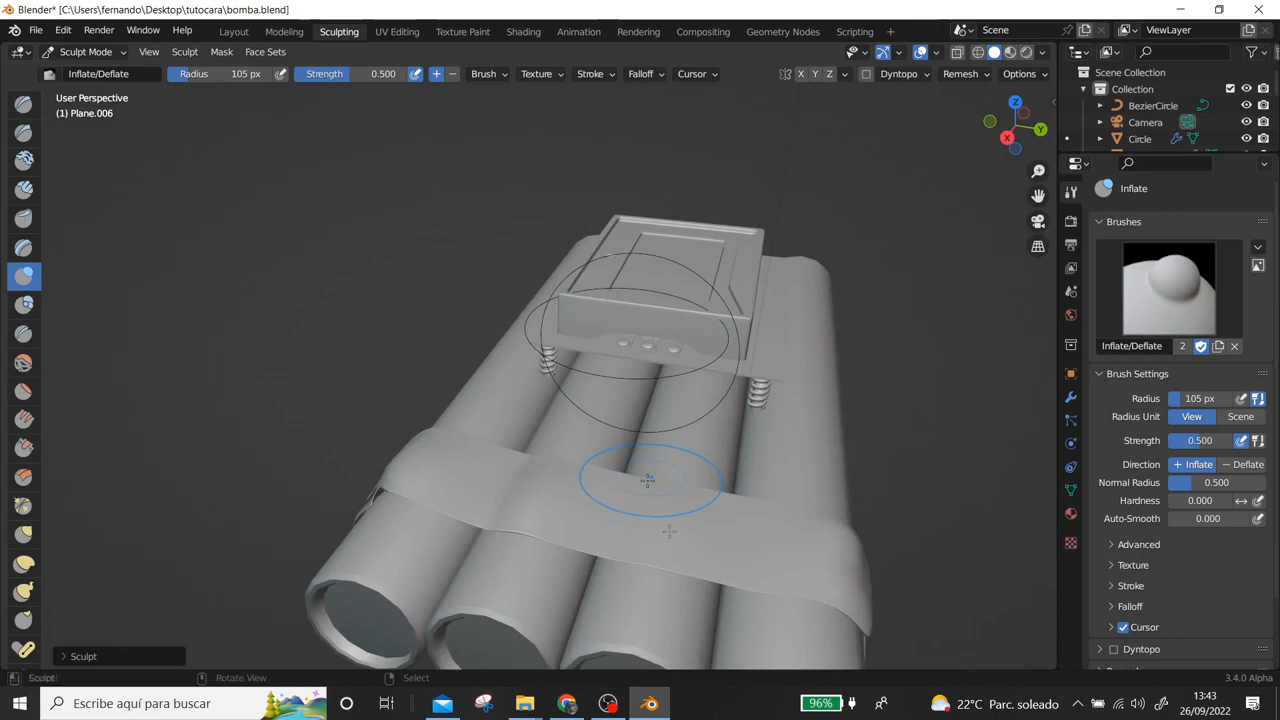 Blender* [C:\Users\fernando\Desktop\tutocara\bomba.blend]
File Edit Render Window Help Layout Modeling Sculpting UV Editing Texture Paint Shading Animation Rendering Compositing Geometry Nodes Scripting Scene ViewLayer
Sculpt Mode View Sculpt Mask Face Sets
Inflate/Deflate Radius 105 px Strength 0.500 Brush Texture Stroke Falloff Cursor X Y Z Dyntopo Remesh Options
User Perspective
(1) Plane.006
Z
Y
X
Scene Collection
Collection
BezierCircle
Camera
Circle
Inflate
Brushes
Inflate/Deflate 2
Brush Settings
Radius 105 px
Radius Unit View Scene
Strength 0.500
Direction + Inflate − Deflate
Normal Radius 0.500
Hardness 0.000
Auto-Smooth 0.000
Advanced
Texture
Stroke
Falloff
Cursor
Dyntopo
Sculpt
Sculpt Rotate View Select 3.4.0 Alpha
Escribe aquí para buscar 96% 22°C Parc. soleado 13:43
26/09/2022